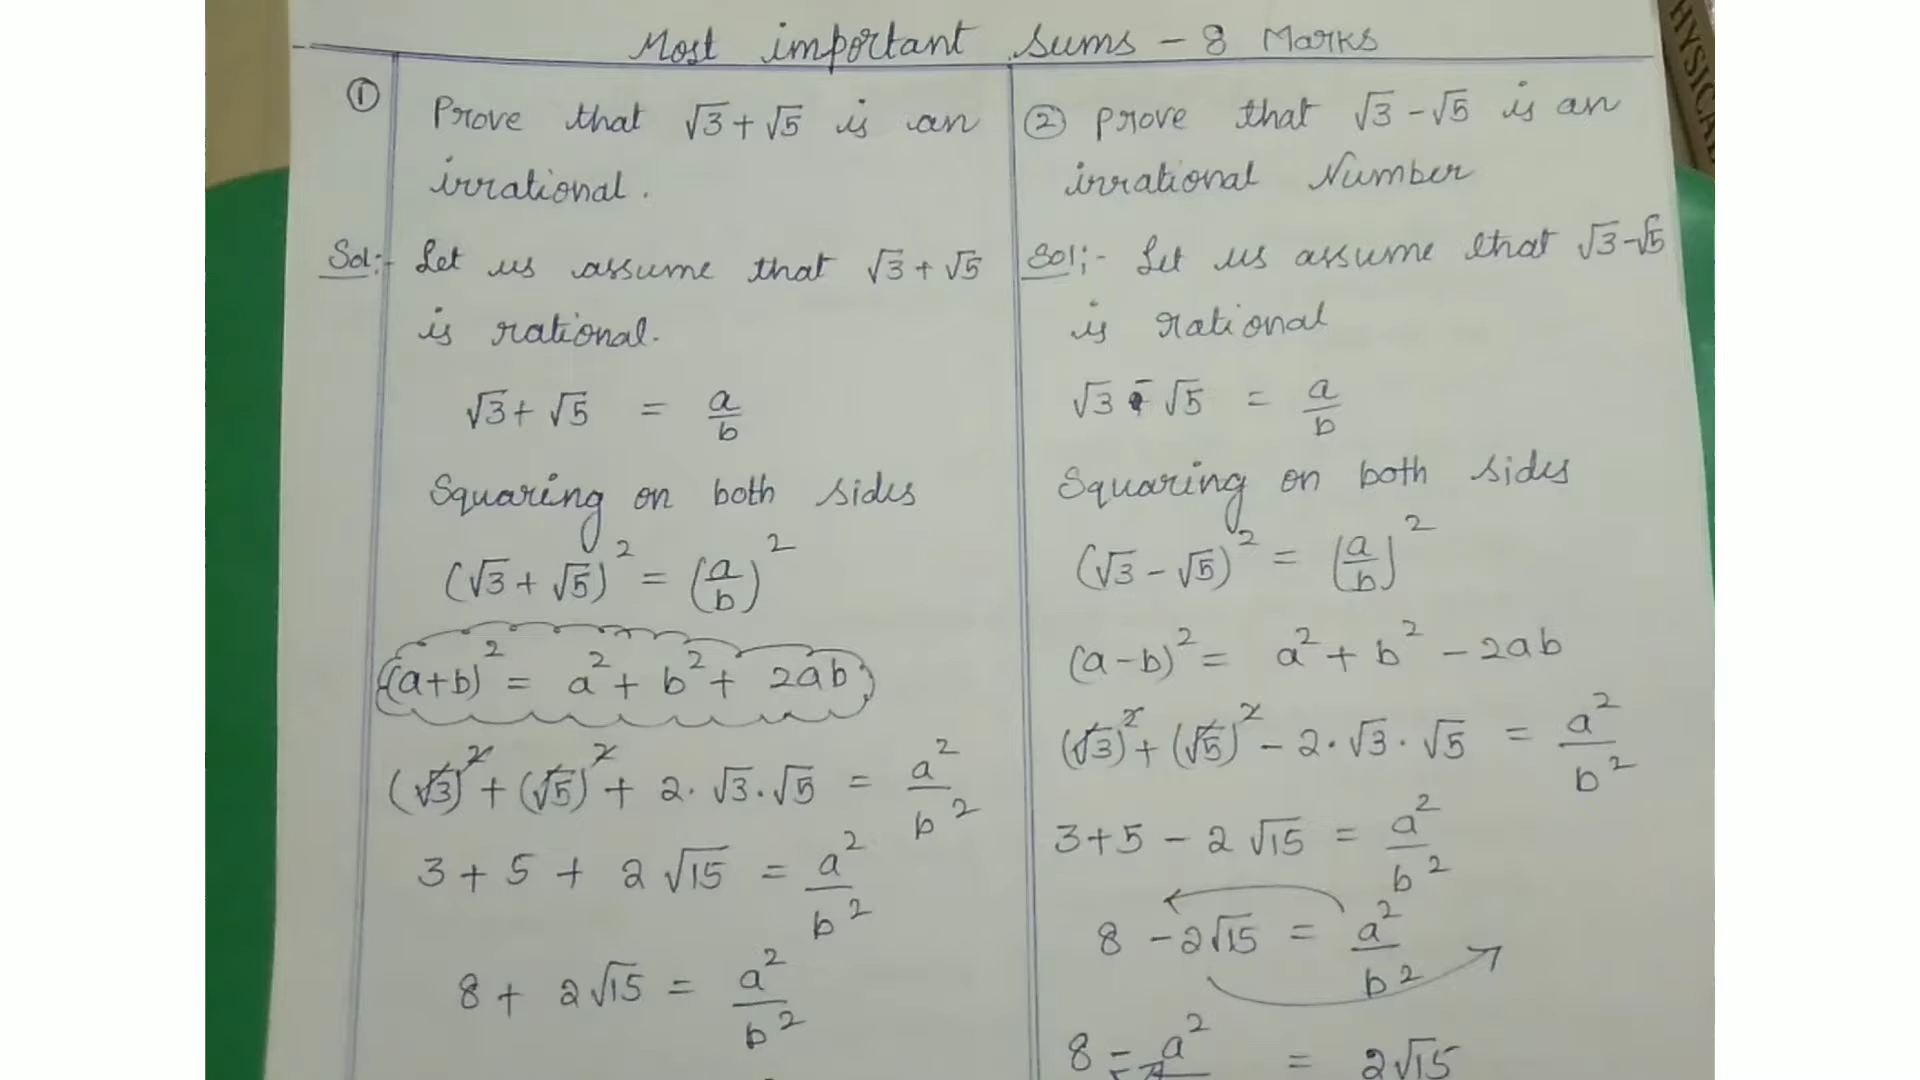 Most important sums - 8 Marks
① Prove that √3 + √5 is an
irrational.
Sol:- Let us assume that √3 + √5
is rational.
√3 + √5 = a/b
Squaring on both sides
(√3 + √5)² = (a/b)²
(a+b)² = a² + b² + 2ab
(√3)² + (√5)² + 2·√3·√5 = a²/b²
3 + 5 + 2√15 = a²/b²
8 + 2√15 = a²/b²
② prove that √3 - √5 is an
irrational Number
Sol:- Let us assume that √3-√5
is rational
√3 - √5 = a/b
Squaring on both sides
(√3 - √5)² = (a/b)²
(a-b)² = a² + b² - 2ab
(√3)² + (√5)² - 2·√3·√5 = a²/b²
3+5 - 2√15 = a²/b²
8 - 2√15 = a²/b²
8 - a² = 2√15
HYSICA